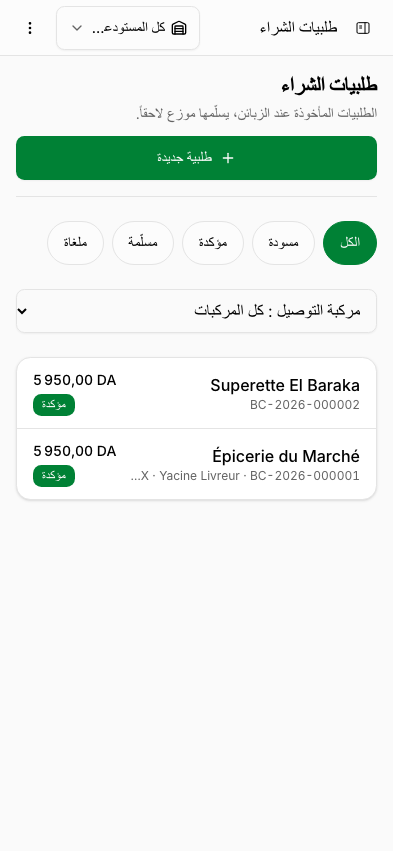 طلبيات الشراء
كل المستودعـ...
طلبيات الشراء
الطلبيات المأخوذة عند الزبائن، يسلّمها موزع لاحقاً.
طلبية جديدة
الكل
مسودة
مؤكدة
مسلّمة
ملغاة
مركبة التوصيل : كل المركبات
Superette El Baraka
5 950,00 DA
BC-2026-000002
مؤكدة
Épicerie du Marché
5 950,00 DA
...X · Yacine Livreur · BC-2026-000001
مؤكدة